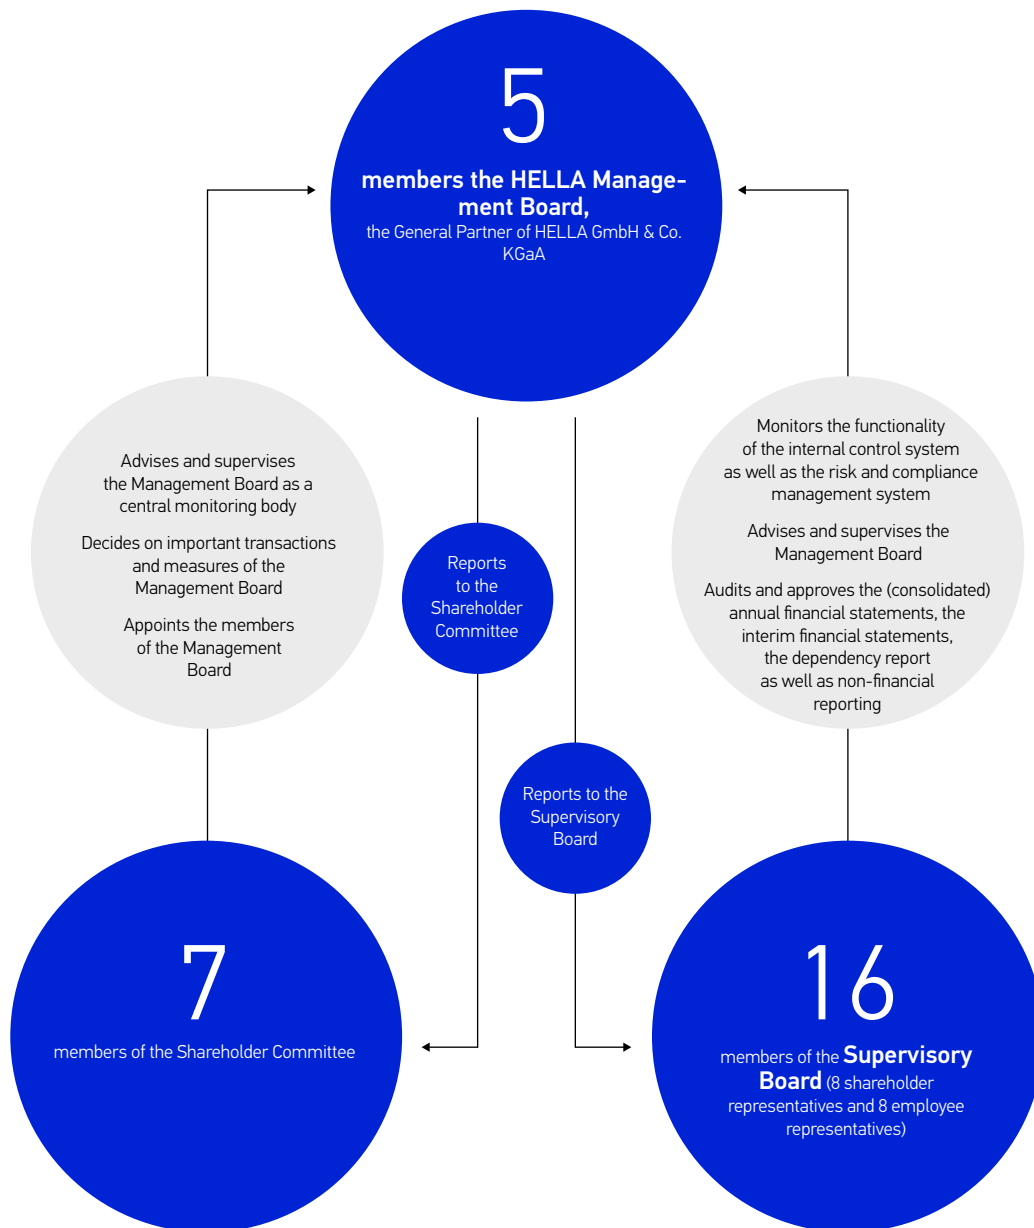 5
members the HELLA Manage-
ment Board,
the General Partner of HELLA GmbH & Co.
KGaA
Advises and supervises
the Management Board as a
central monitoring body
Decides on important transactions
and measures of the
Management Board
Appoints the members
of the Management
Board
Reports
to the
Shareholder
Committee
Reports to the
Supervisory
Board
Monitors the functionality
of the internal control system
as well as the risk and compliance
management system
Advises and supervises the
Management Board
Audits and approves the (consolidated)
annual financial statements, the
interim financial statements,
the dependency report
as well as non-financial
reporting
7
members of the Shareholder Committee
16
members of the Supervisory
Board (8 shareholder
representatives and 8 employee
representatives)